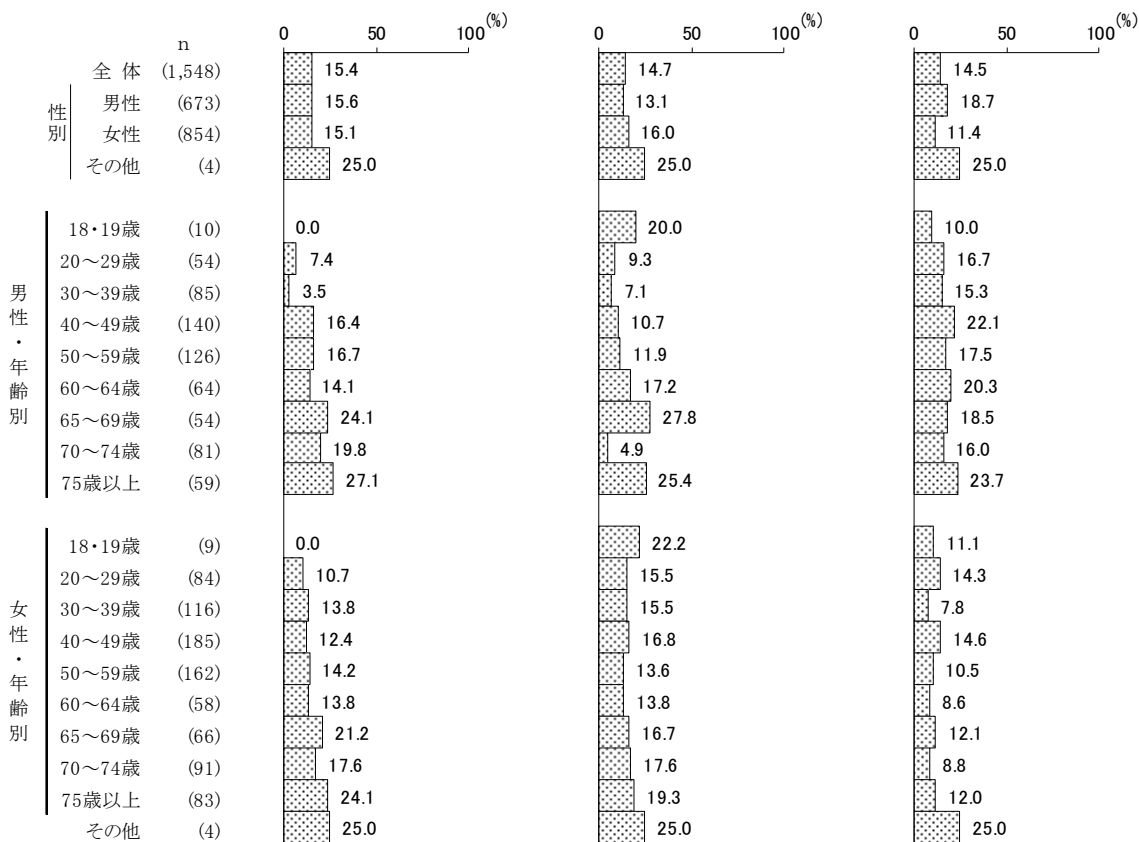 (%) (%) (%)
0 50 100 0 50 100 0 50 100
n
全 体 (1,548) 15.4 14.7 14.5
性別
男性 (673) 15.6 13.1 18.7
女性 (854) 15.1 16.0 11.4
その他 (4) 25.0 25.0 25.0
男性・年齢別
18・19歳 (10) 0.0 20.0 10.0
20～29歳 (54) 7.4 9.3 16.7
30～39歳 (85) 3.5 7.1 15.3
40～49歳 (140) 16.4 10.7 22.1
50～59歳 (126) 16.7 11.9 17.5
60～64歳 (64) 14.1 17.2 20.3
65～69歳 (54) 24.1 27.8 18.5
70～74歳 (81) 19.8 4.9 16.0
75歳以上 (59) 27.1 25.4 23.7
女性・年齢別
18・19歳 (9) 0.0 22.2 11.1
20～29歳 (84) 10.7 15.5 14.3
30～39歳 (116) 13.8 15.5 7.8
40～49歳 (185) 12.4 16.8 14.6
50～59歳 (162) 14.2 13.6 10.5
60～64歳 (58) 13.8 13.8 8.6
65～69歳 (66) 21.2 16.7 12.1
70～74歳 (91) 17.6 17.6 8.8
75歳以上 (83) 24.1 19.3 12.0
その他 (4) 25.0 25.0 25.0